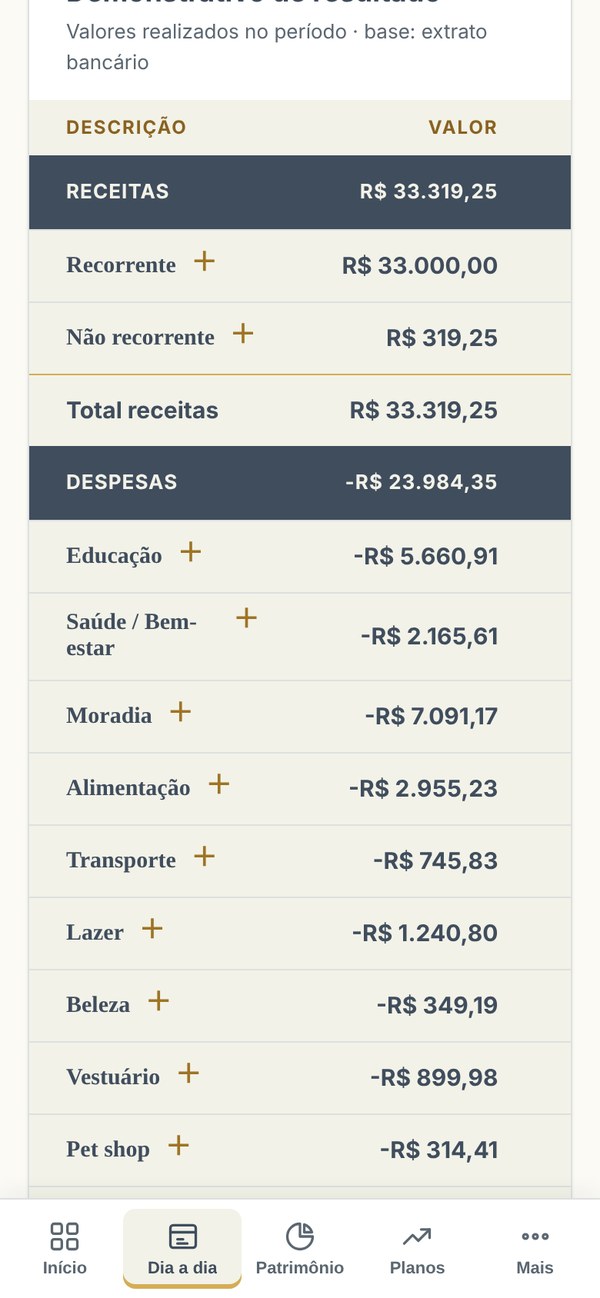 Demonstrativo de resultado
Valores realizados no período · base: extrato
bancário
DESCRIÇÃO VALOR
RECEITAS R$ 33.319,25
Recorrente + R$ 33.000,00
Não recorrente + R$ 319,25
Total receitas R$ 33.319,25
DESPESAS -R$ 23.984,35
Educação + -R$ 5.660,91
Saúde / Bem-
estar + -R$ 2.165,61
Moradia + -R$ 7.091,17
Alimentação + -R$ 2.955,23
Transporte + -R$ 745,83
Lazer + -R$ 1.240,80
Beleza + -R$ 349,19
Vestuário + -R$ 899,98
Pet shop + -R$ 314,41
Início Dia a dia Patrimônio Planos Mais